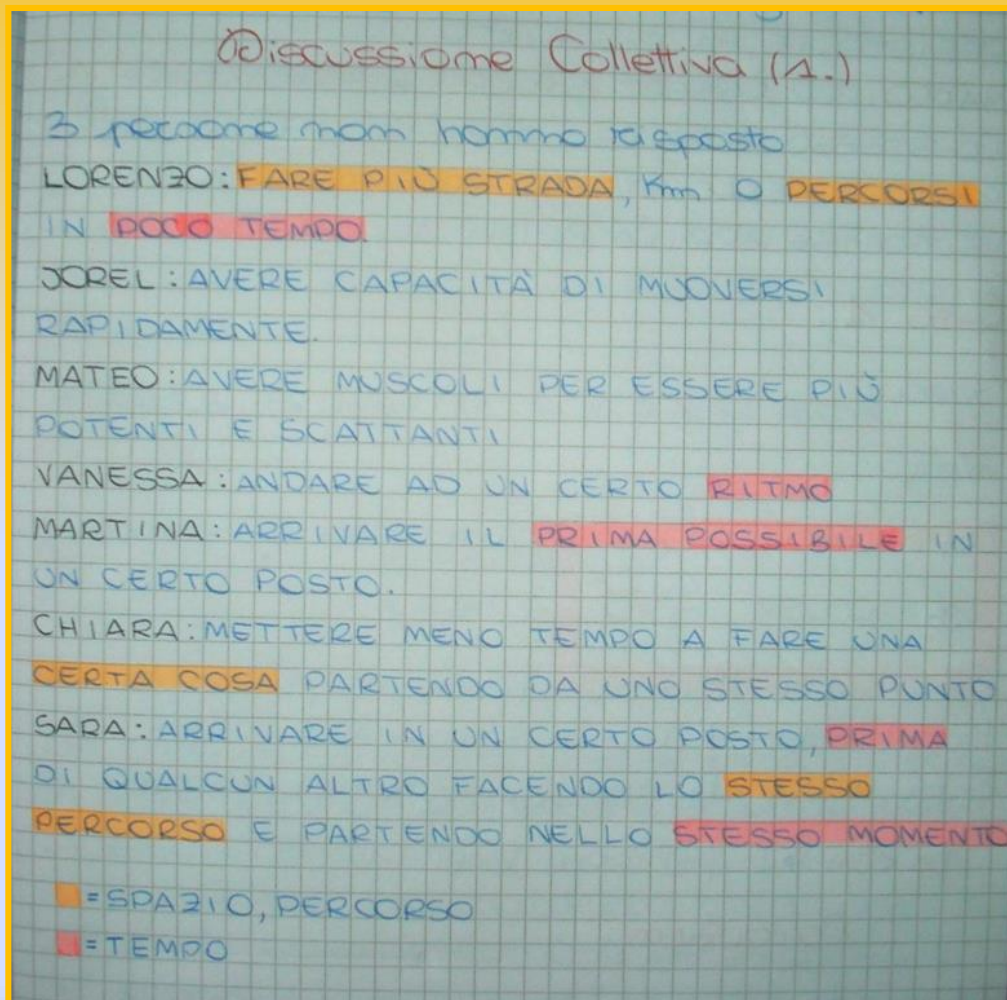 Discussione Collettiva (1.)
3 persone non hanno risposto
LORENZO: FARE PIÙ STRADA, Km O PERCORSI
IN POCO TEMPO.
JOREL: AVERE CAPACITÀ DI MUOVERSI
RAPIDAMENTE.
MATEO: AVERE MUSCOLI PER ESSERE PIÙ
POTENTI E SCATTANTI
VANESSA: ANDARE AD UN CERTO RITMO
MARTINA: ARRIVARE IL PRIMA POSSIBILE IN
UN CERTO POSTO.
CHIARA: METTERE MENO TEMPO A FARE UNA
CERTA COSA PARTENDO DA UNO STESSO PUNTO
SARA: ARRIVARE IN UN CERTO POSTO, PRIMA
DI QUALCUN ALTRO FACENDO LO STESSO
PERCORSO E PARTENDO NELLO STESSO MOMENTO
= SPAZIO, PERCORSO
= TEMPO